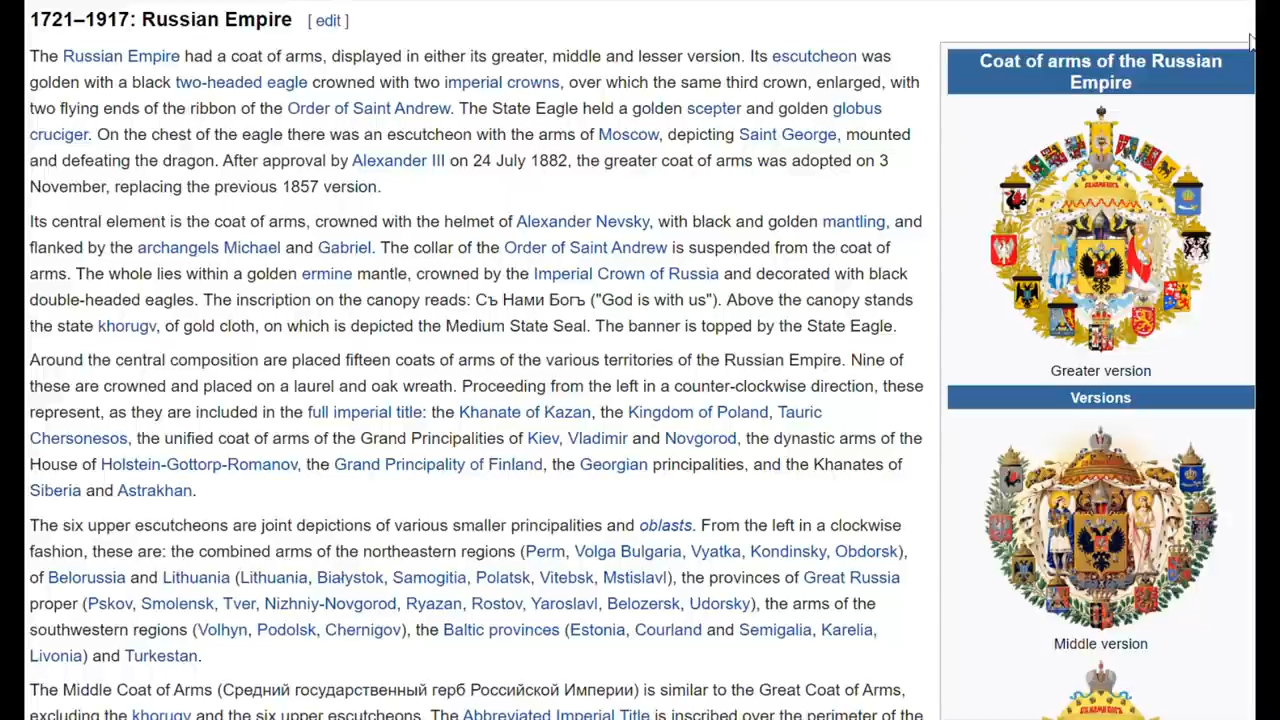 1721–1917: Russian Empire [ edit ]
The Russian Empire had a coat of arms, displayed in either its greater, middle and lesser version. Its escutcheon was
golden with a black two-headed eagle crowned with two imperial crowns, over which the same third crown, enlarged, with
two flying ends of the ribbon of the Order of Saint Andrew. The State Eagle held a golden scepter and golden globus
cruciger. On the chest of the eagle there was an escutcheon with the arms of Moscow, depicting Saint George, mounted
and defeating the dragon. After approval by Alexander III on 24 July 1882, the greater coat of arms was adopted on 3
November, replacing the previous 1857 version.
Its central element is the coat of arms, crowned with the helmet of Alexander Nevsky, with black and golden mantling, and
flanked by the archangels Michael and Gabriel. The collar of the Order of Saint Andrew is suspended from the coat of
arms. The whole lies within a golden ermine mantle, crowned by the Imperial Crown of Russia and decorated with black
double-headed eagles. The inscription on the canopy reads: Съ Нами Богъ ("God is with us"). Above the canopy stands
the state khorugv, of gold cloth, on which is depicted the Medium State Seal. The banner is topped by the State Eagle.
Around the central composition are placed fifteen coats of arms of the various territories of the Russian Empire. Nine of
these are crowned and placed on a laurel and oak wreath. Proceeding from the left in a counter-clockwise direction, these
represent, as they are included in the full imperial title: the Khanate of Kazan, the Kingdom of Poland, Tauric
Chersonesos, the unified coat of arms of the Grand Principalities of Kiev, Vladimir and Novgorod, the dynastic arms of the
House of Holstein-Gottorp-Romanov, the Grand Principality of Finland, the Georgian principalities, and the Khanates of
Siberia and Astrakhan.
The six upper escutcheons are joint depictions of various smaller principalities and oblasts. From the left in a clockwise
fashion, these are: the combined arms of the northeastern regions (Perm, Volga Bulgaria, Vyatka, Kondinsky, Obdorsk),
of Belorussia and Lithuania (Lithuania, Białystok, Samogitia, Polatsk, Vitebsk, Mstislavl), the provinces of Great Russia
proper (Pskov, Smolensk, Tver, Nizhniy-Novgorod, Ryazan, Rostov, Yaroslavl, Belozersk, Udorsky), the arms of the
southwestern regions (Volhyn, Podolsk, Chernigov), the Baltic provinces (Estonia, Courland and Semigalia, Karelia,
Livonia) and Turkestan.
The Middle Coat of Arms (Средний государственный герб Российской Империи) is similar to the Great Coat of Arms,
excluding the khorugv and the six upper escutcheons. The Abbreviated Imperial Title is inscribed over the perimeter of the
Coat of arms of the Russian
Empire
Greater version
Versions
Middle version